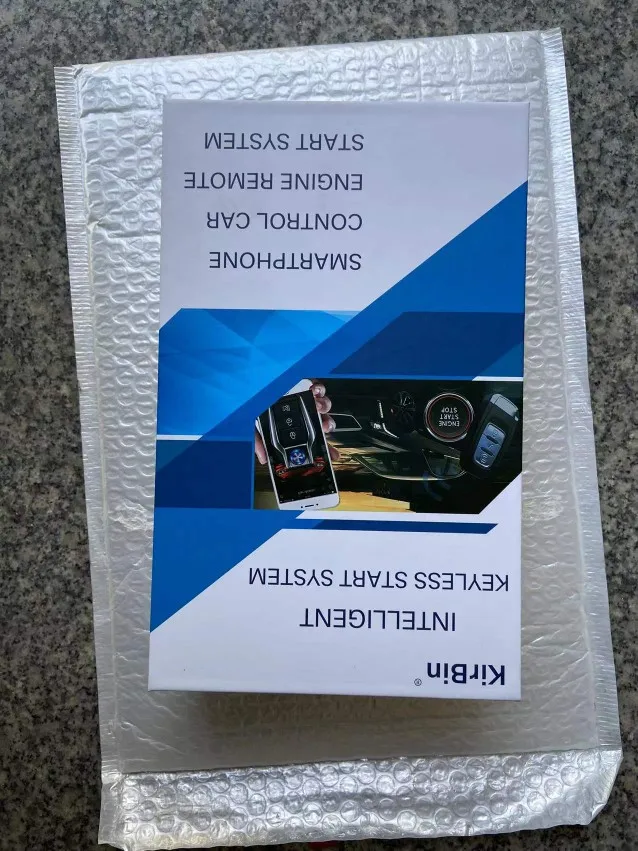 KirBin®
INTELLIGENT
KEYLESS START SYSTEM
ENGINE
START
STOP
SMARTPHONE
CONTROL CAR
ENGINE REMOTE
START SYSTEM